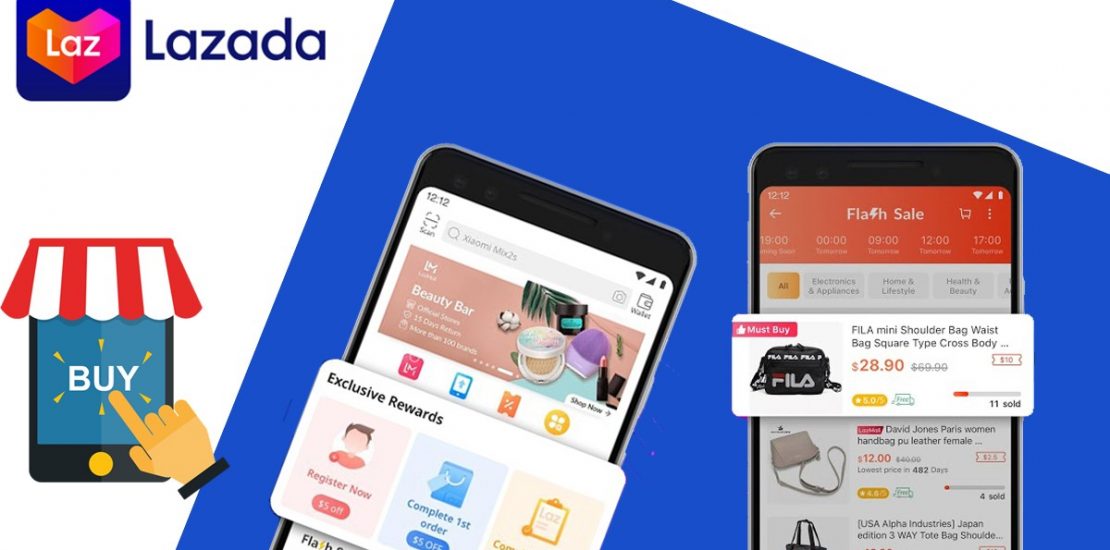 Laz
Lazada
BUY
12:12
Scan
Xiaomi Mix2s
Wallet
LM
LazMall
Beauty Bar
Official Stores
15 Days Return
More than 100 brands
Shop Now
Exclusive Rewards
Register Now
$5 off
Complete 1st
order
$5 OFF
Laz
12:12
Flash Sale
19:00
00:00
09:00
12:00
17:00
Tomorrow
Tomorrow
Tomorrow
Tomorrow
All
Electronics
& Appliances
Home &
Lifestyle
Health &
Beauty
Must Buy
FILA mini Shoulder Bag Waist
Bag Square Type Cross Body ...
$28.90
$69.90
$10
FILA FILA FILA
FILA
5.0/5
Free
11 sold
LazMall David Jones Paris women
handbag pu leather female ...
$12.00
$40.00
$2.5
Lowest price in 482 Days
4.6/5
Free
4 sold
[USA Alpha Industries] Japan
edition 3 WAY Tote Bag Shoulde...